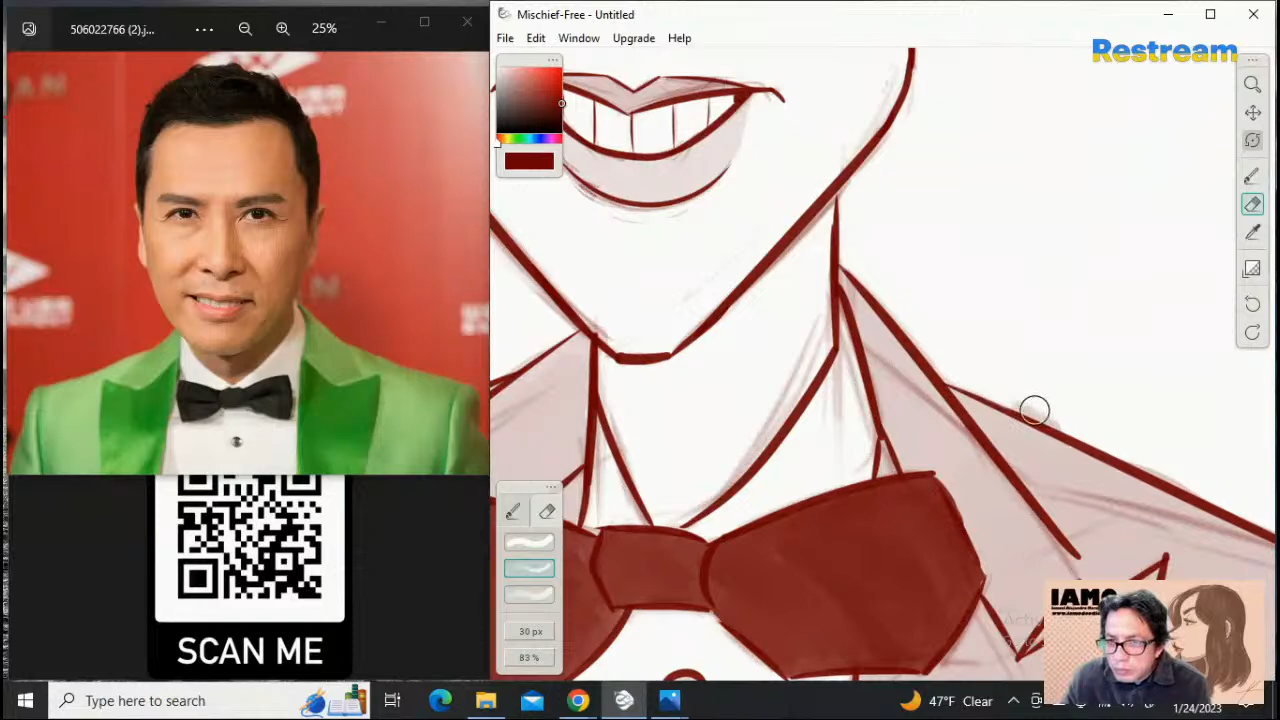 506022766 (2).j...
...
25%
Mischief-Free - Untitled
File Edit Window Upgrade Help
Restream
30 px
83 %
SCAN ME
IAMO
Type here to search
47°F Clear
1/24/2023